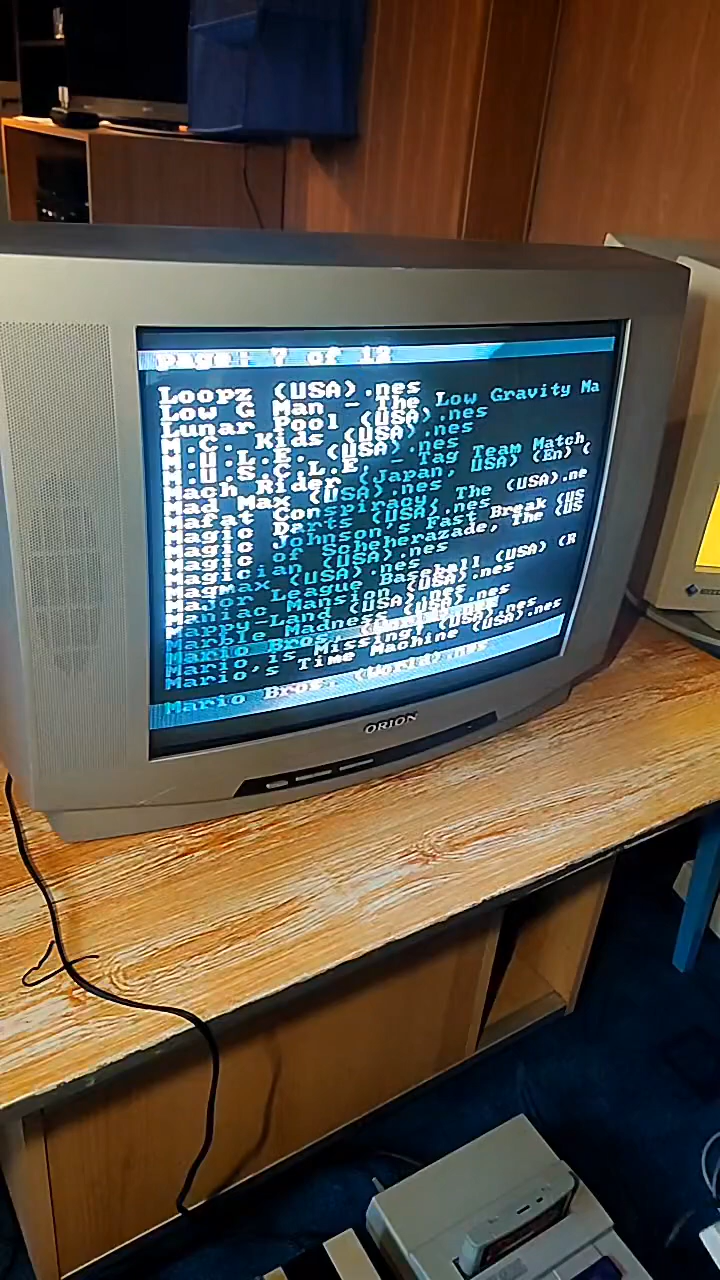 Page: 7 of 12
Loopz (USA).nes
Low G Man - The Low Gravity Ma
Lunar Pool (USA).nes
M.C. Kids (USA).nes
M.U.L.E. (USA).nes
M.U.S.C.L.E. - Tag Team Match
Mach Rider (Japan, USA) (En) (
Mad Max (USA).nes
Mafat Conspiracy, The (USA).ne
Magic Darts (USA).nes
Magic Johnson's Fast Break (US
Magic of Scheherazade, The (US
Magician (USA).nes
Magmax (USA).nes
Major League Baseball (USA) (R
Maniac Mansion (USA).nes
Mappy-Land (USA).nes
Marble Madness (USA).nes
Mario Bros. (World).nes
Mario is Missing! (USA).nes
Mario's Time Machine (USA).nes
Mario Bros. (World).nes
ORION